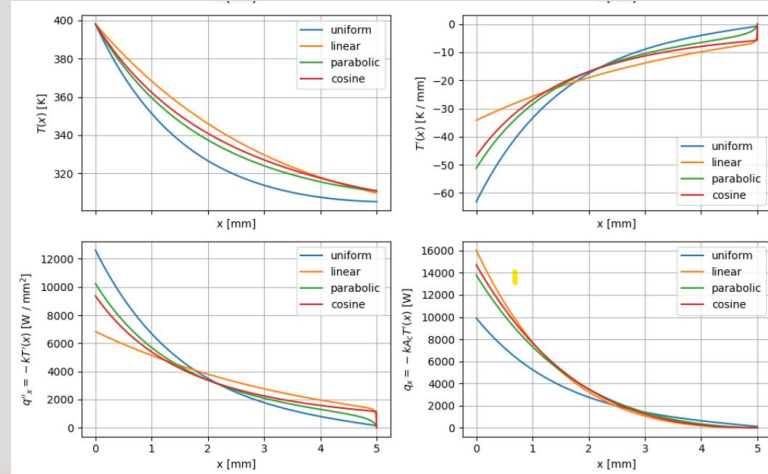 400
380
360
340
320
T(x) [K]
uniform
linear
parabolic
cosine
x [mm]
0
−10
−20
−30
−40
−50
−60
T'(x) [K / mm]
uniform
linear
parabolic
cosine
x [mm]
12000
10000
8000
6000
4000
2000
0
q''ₓ = −kT'(x) [W / mm²]
uniform
linear
parabolic
cosine
0 1 2 3 4 5
x [mm]
16000
14000
12000
10000
8000
6000
4000
2000
0
qₓ = −kA_cT'(x) [W]
uniform
linear
parabolic
cosine
0 1 2 3 4 5
x [mm]